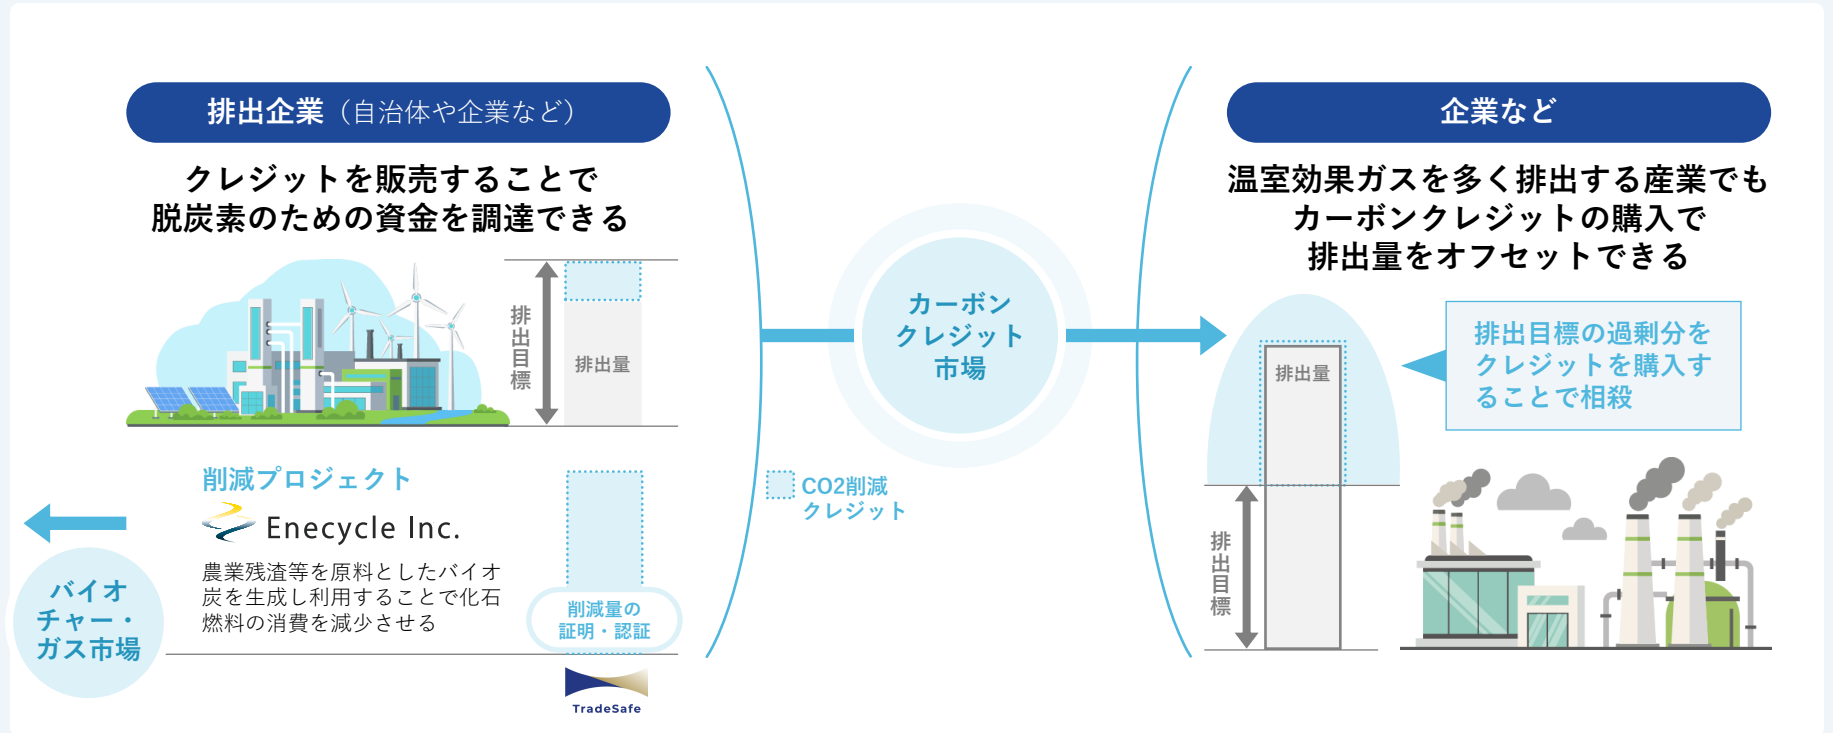 排出企業（自治体や企業など）
クレジットを販売することで
脱炭素のための資金を調達できる
排出目標
排出量
削減プロジェクト
Enecycle Inc.
農業残渣等を原料としたバイオ
炭を生成し利用することで化石
燃料の消費を減少させる
削減量の
証明・認証
TradeSafe
バイオ
チャー・
ガス市場
カーボン
クレジット
市場
CO2削減
クレジット
企業など
温室効果ガスを多く排出する産業でも
カーボンクレジットの購入で
排出量をオフセットできる
排出目標の過剰分を
クレジットを購入す
ることで相殺
排出量
排出目標